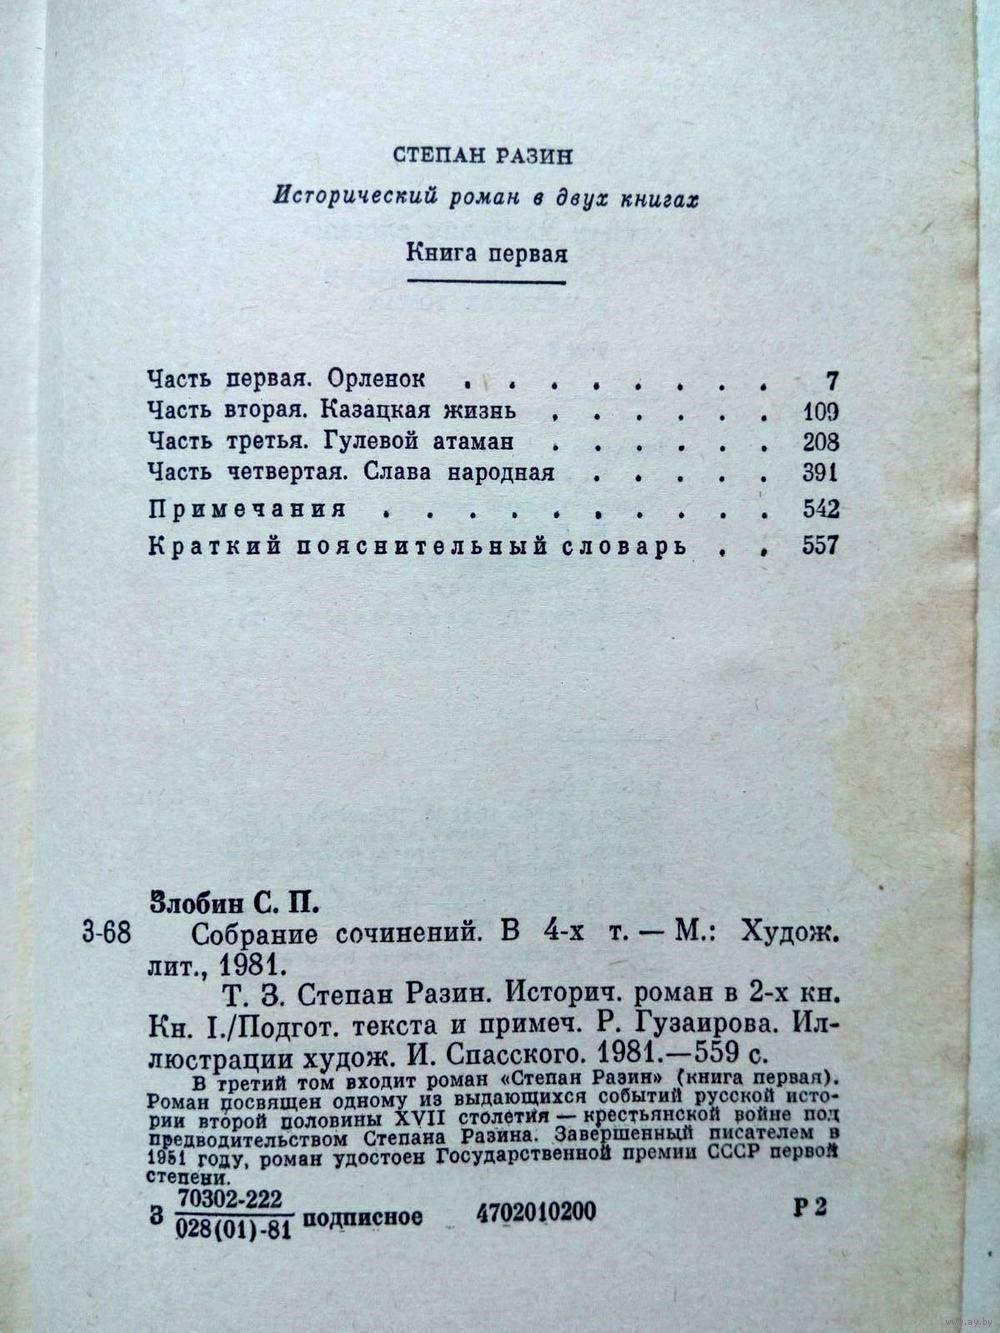 СТЕПАН РАЗИН
Исторический роман в двух книгах
Книга первая
Часть первая. Орленок . . . . . . . . 7
Часть вторая. Казацкая жизнь . . . . . . 109
Часть третья. Гулевой атаман . . . . . . 208
Часть четвертая. Слава народная . . . . . 391
Примечания . . . . . . . . . . 542
Краткий пояснительный словарь . . 557
Злобин С. П.
З-68 Собрание сочинений. В 4-х т. — М.: Худож.
лит., 1981.
Т. 3. Степан Разин. Историч. роман в 2-х кн.
Кн. I./Подгот. текста и примеч. Р. Гузаирова. Ил-
люстрации худож. И. Спасского. 1981.—559 с.
В третий том входит роман «Степан Разин» (книга первая).
Роман посвящен одному из выдающихся событий русской исто-
рии второй половины XVII столетия — крестьянской войне под
предводительством Степана Разина. Завершенный писателем в
1951 году, роман удостоен Государственной премии СССР первой
степени.
З 70302-222
028(01)-81 подписное 4702010200 Р 2
www.ay.by